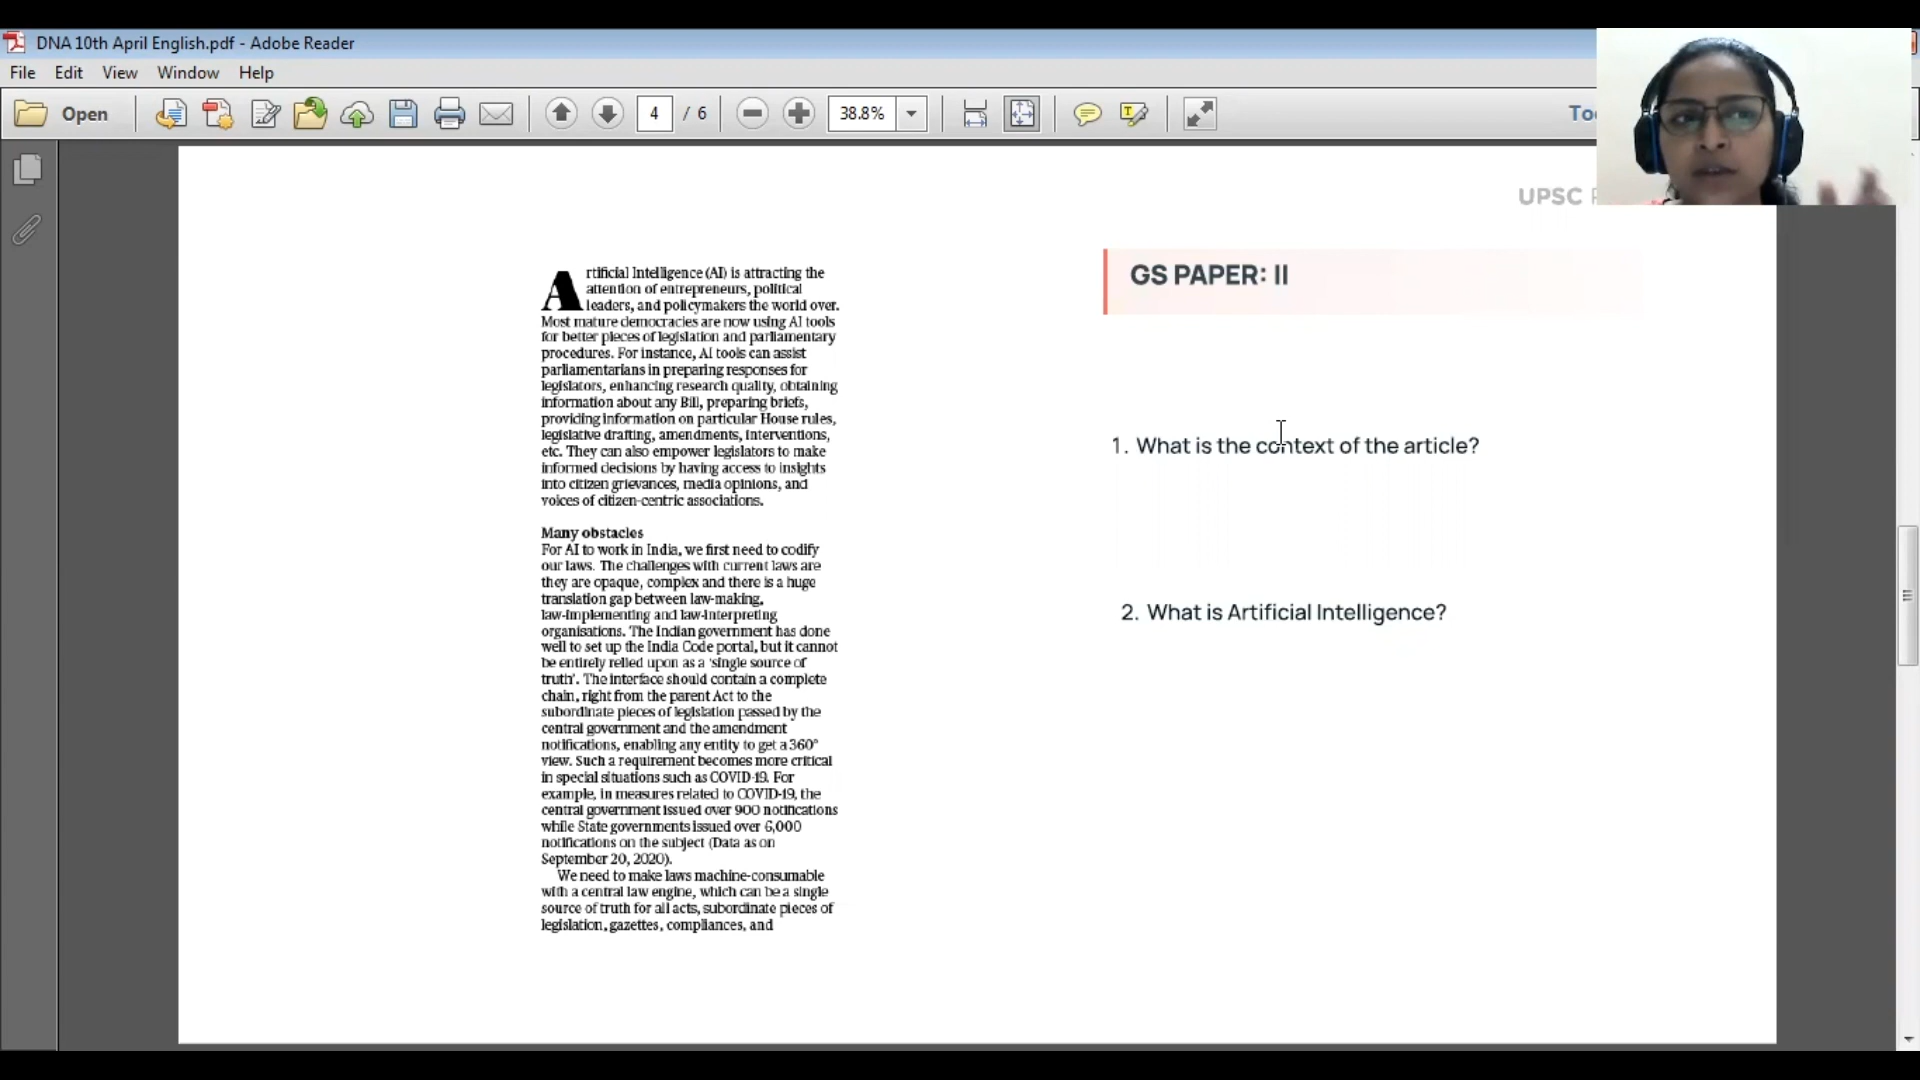 DNA 10th April English.pdf - Adobe Reader
File Edit View Window Help
Open 4 / 6 38.8%
UPSC
Artificial Intelligence (AI) is attracting the
attention of entrepreneurs, political
leaders, and policymakers the world over.
Most mature democracies are now using AI tools
for better pieces of legislation and parliamentary
procedures. For instance, AI tools can assist
parliamentarians in preparing responses for
legislators, enhancing research quality, obtaining
information about any Bill, preparing briefs,
providing information on particular House rules,
legislative drafting, amendments, interventions,
etc. They can also empower legislators to make
informed decisions by having access to insights
into citizen grievances, media opinions, and
voices of citizen-centric associations.
Many obstacles
For AI to work in India, we first need to codify
our laws. The challenges with current laws are
they are opaque, complex and there is a huge
translation gap between law-making,
law-implementing and law-interpreting
organisations. The Indian government has done
well to set up the India Code portal, but it cannot
be entirely relied upon as a ‘single source of
truth’. The interface should contain a complete
chain, right from the parent Act to the
subordinate pieces of legislation passed by the
central government and the amendment
notifications, enabling any entity to get a 360°
view. Such a requirement becomes more critical
in special situations such as COVID-19. For
example, in measures related to COVID-19, the
central government issued over 900 notifications
while State governments issued over 6,000
notifications on the subject (Data as on
September 20, 2020).
We need to make laws machine-consumable
with a central law engine, which can be a single
source of truth for all acts, subordinate pieces of
legislation, gazettes, compliances, and
GS PAPER: II
1. What is the context of the article?
2. What is Artificial Intelligence?